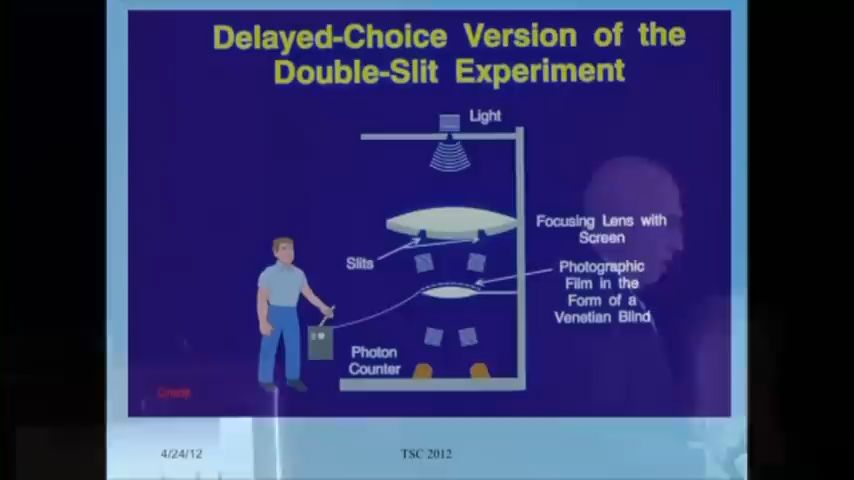 Delayed-Choice Version of the
Double-Slit Experiment
Light
Focusing Lens with
Screen
Slits
Photographic
Film in the
Form of a
Venetian Blind
Photon
Counter
4/24/12
TSC 2012